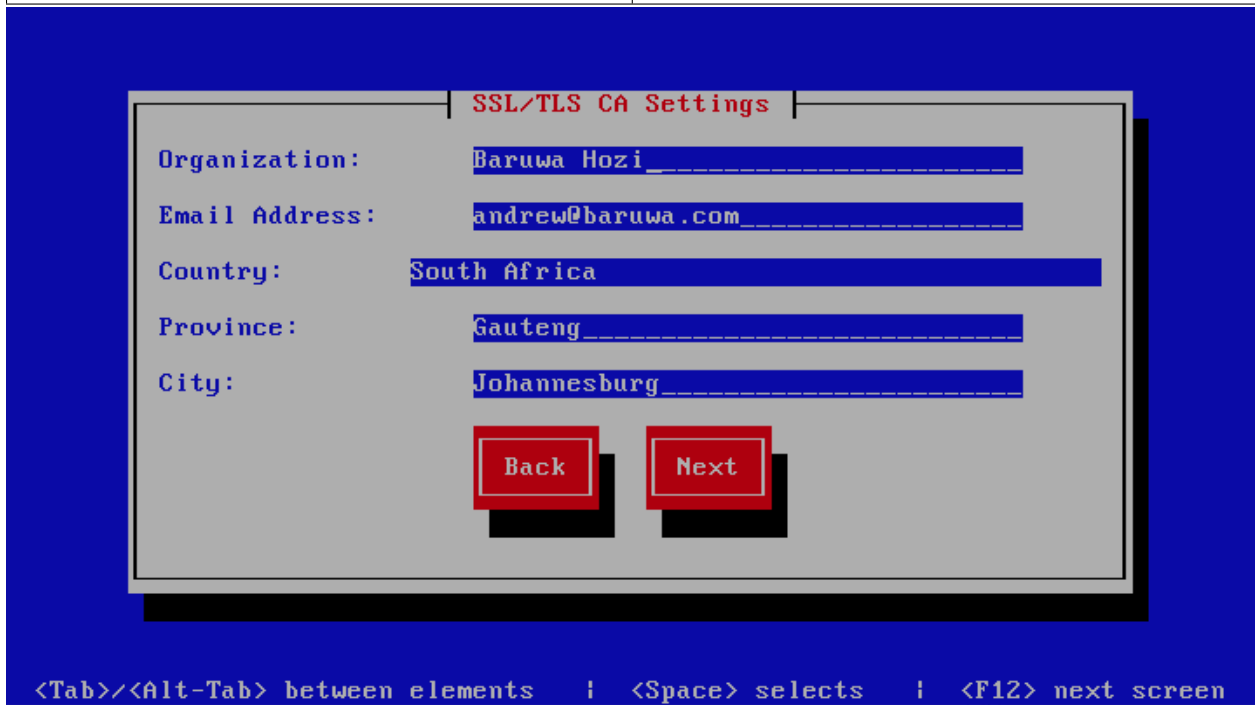 SSL/TLS CA Settings
Organization: Baruwa Hozi
Email Address: andrew@baruwa.com
Country: South Africa
Province: Gauteng
City: Johannesburg
Back Next
<Tab>/<Alt-Tab> between elements | <Space> selects | <F12> next screen